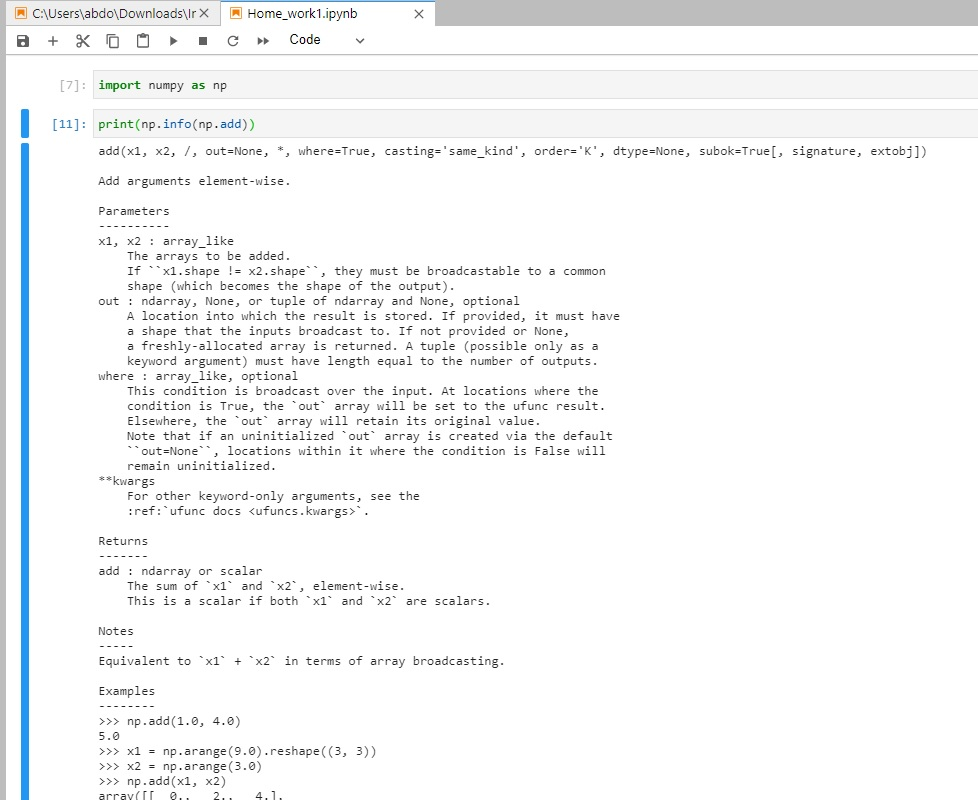 C:\Users\abdo\Downloads\Ir
Home_work1.ipynb
Code
[7]: import numpy as np
[11]: print(np.info(np.add))
add(x1, x2, /, out=None, *, where=True, casting='same_kind', order='K', dtype=None, subok=True[, signature, extobj])
Add arguments element-wise.
Parameters
----------
x1, x2 : array_like
The arrays to be added.
If ``x1.shape != x2.shape``, they must be broadcastable to a common
shape (which becomes the shape of the output).
out : ndarray, None, or tuple of ndarray and None, optional
A location into which the result is stored. If provided, it must have
a shape that the inputs broadcast to. If not provided or None,
a freshly-allocated array is returned. A tuple (possible only as a
keyword argument) must have length equal to the number of outputs.
where : array_like, optional
This condition is broadcast over the input. At locations where the
condition is True, the `out` array will be set to the ufunc result.
Elsewhere, the `out` array will retain its original value.
Note that if an uninitialized `out` array is created via the default
``out=None``, locations within it where the condition is False will
remain uninitialized.
**kwargs
For other keyword-only arguments, see the
:ref:`ufunc docs <ufuncs.kwargs>`.
Returns
-------
add : ndarray or scalar
The sum of `x1` and `x2`, element-wise.
This is a scalar if both `x1` and `x2` are scalars.
Notes
-----
Equivalent to `x1` + `x2` in terms of array broadcasting.
Examples
--------
>>> np.add(1.0, 4.0)
5.0
>>> x1 = np.arange(9.0).reshape((3, 3))
>>> x2 = np.arange(3.0)
>>> np.add(x1, x2)
array([[ 0., 2., 4.],